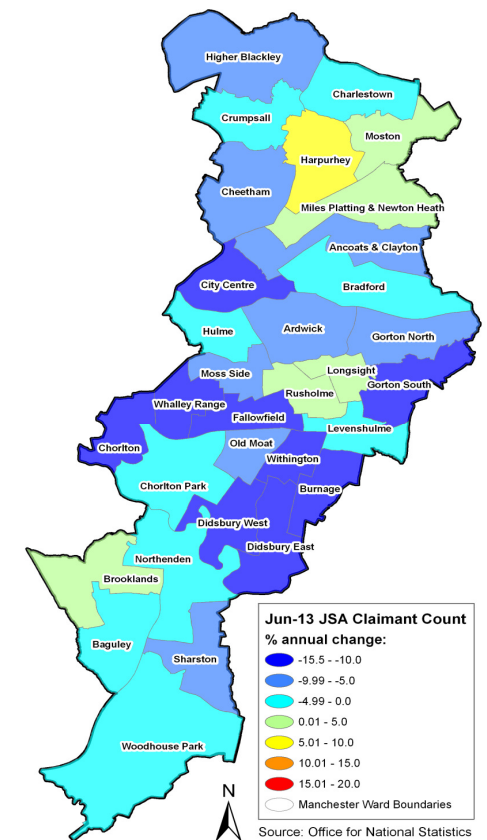 Higher Blackley
Charlestown
Crumpsall
Moston
Harpurhey
Cheetham
Miles Platting & Newton Heath
Ancoats & Clayton
City Centre
Bradford
Hulme
Ardwick
Gorton North
Moss Side
Longsight
Gorton South
Rusholme
Whalley Range
Fallowfield
Levenshulme
Chorlton
Old Moat
Withington
Chorlton Park
Burnage
Didsbury West
Didsbury East
Northenden
Brooklands
Baguley
Sharston
Woodhouse Park
N
Jun-13 JSA Claimant Count
% annual change:
-15.5 - -10.0
-9.99 - -5.0
-4.99 - 0.0
0.01 - 5.0
5.01 - 10.0
10.01 - 15.0
15.01 - 20.0
Manchester Ward Boundaries
Source: Office for National Statistics